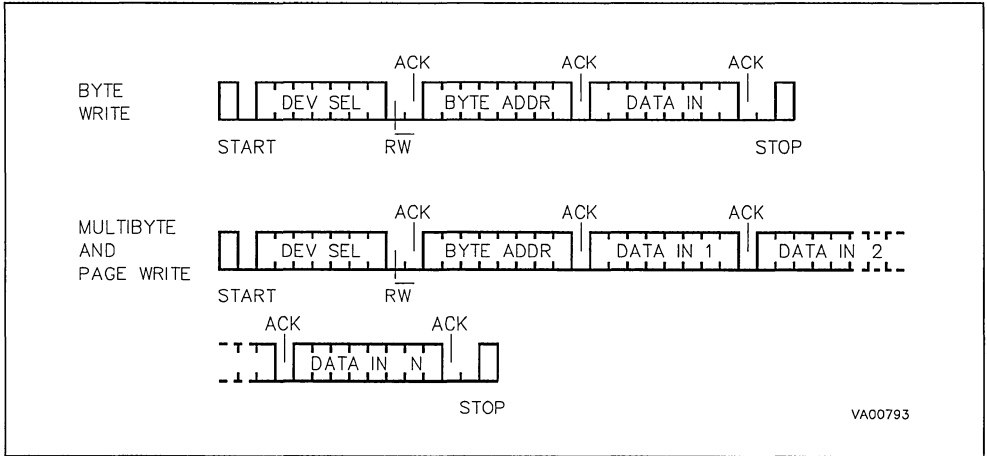 ACK ACK ACK
BYTE
WRITE
DEV SEL BYTE ADDR DATA IN
START RW STOP
ACK ACK ACK
MULTIBYTE
AND
PAGE WRITE
DEV SEL BYTE ADDR DATA IN 1 DATA IN 2
START RW
ACK ACK
DATA IN N
STOP
VA00793